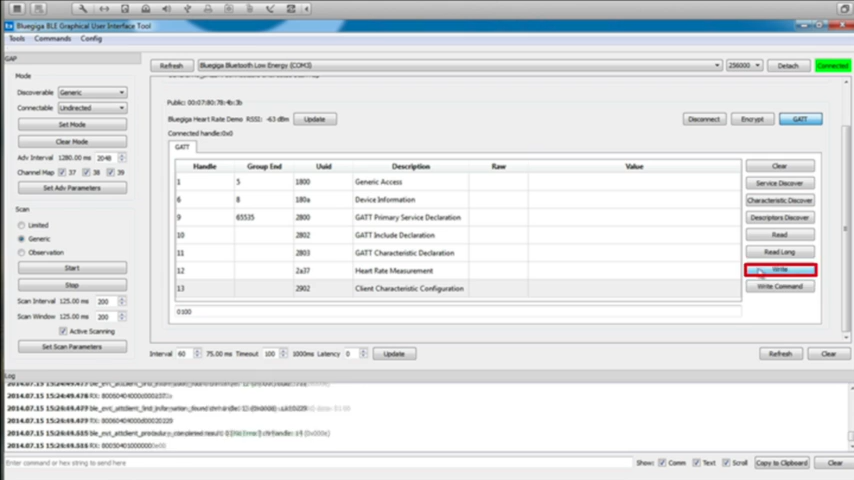 Bluegiga BLE Graphical User Interface Tool
Tools Commands Config
GAP
Mode
Discoverable Generic
Connectable Undirected
Set Mode
Clear Mode
Adv Interval 1280.00 ms 2048
Channel Map 37 38 39
Set Adv Parameters
Scan
Limited
Generic
Observation
Start
Stop
Scan Interval 125.00 ms 200
Scan Window 125.00 ms 200
Active Scanning
Set Scan Parameters
Refresh Bluegiga Bluetooth Low Energy (COM3) 256000 Detach Connected
Public: 00:07:80:78:4b:3b
Bluegiga Heart Rate Demo RSSI: -63 dBm Update Disconnect Encrypt GATT
Connected handle:0x0
GATT
Handle Group End Uuid Description Raw Value
1 5 1800 Generic Access
6 8 180a Device Information
9 65535 2800 GATT Primary Service Declaration
10 2802 GATT Include Declaration
11 2803 GATT Characteristic Declaration
12 2a37 Heart Rate Measurement
13 2902 Client Characteristic Configuration
0100
Clear
Service Discover
Characteristic Discover
Descriptors Discover
Read
Read Long
Write
Write Command
Interval 60 75.00 ms Timeout 100 1000ms Latency 0 Update Refresh Clear
Log
Enter command or hex string to send here Show: Comm Text Scroll Copy to Clipboard Clear